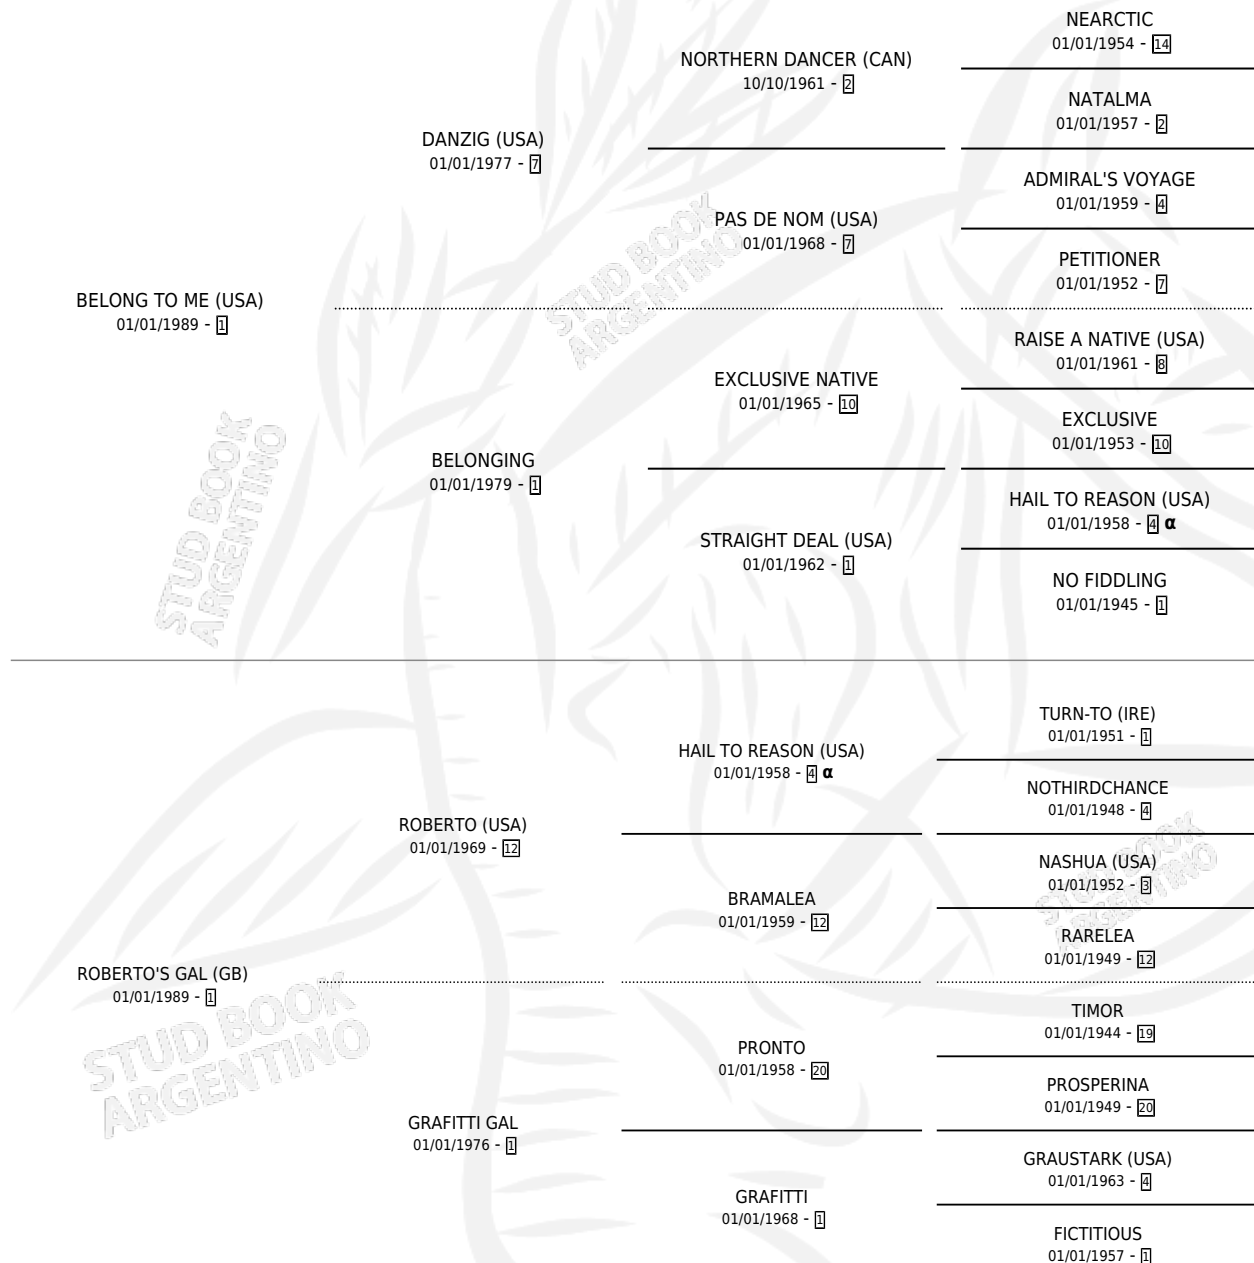 NEARCTIC
01/01/1954 - 14
NORTHERN DANCER (CAN)
10/10/1961 - 2
NATALMA
01/01/1957 - 2
DANZIG (USA)
01/01/1977 - 7
ADMIRAL'S VOYAGE
01/01/1959 - 4
PAS DE NOM (USA)
01/01/1968 - 7
PETITIONER
01/01/1952 - 7
BELONG TO ME (USA)
01/01/1989 - 1
RAISE A NATIVE (USA)
01/01/1961 - 8
EXCLUSIVE NATIVE
01/01/1965 - 10
EXCLUSIVE
01/01/1953 - 10
BELONGING
01/01/1979 - 1
HAIL TO REASON (USA)
01/01/1958 - 4 α
STRAIGHT DEAL (USA)
01/01/1962 - 1
NO FIDDLING
01/01/1945 - 1
TURN-TO (IRE)
01/01/1951 - 1
HAIL TO REASON (USA)
01/01/1958 - 4 α
NOTHIRDCHANCE
01/01/1948 - 4
ROBERTO (USA)
01/01/1969 - 12
NASHUA (USA)
01/01/1952 - 3
BRAMALEA
01/01/1959 - 12
RARELEA
01/01/1949 - 12
ROBERTO'S GAL (GB)
01/01/1989 - 1
TIMOR
01/01/1944 - 19
PRONTO
01/01/1958 - 20
PROSPERINA
01/01/1949 - 20
GRAFITTI GAL
01/01/1976 - 1
GRAUSTARK (USA)
01/01/1963 - 4
GRAFITTI
01/01/1968 - 1
FICTITIOUS
01/01/1957 - 1
STUD BOOK
ARGENTINO
STUD BOOK
ARGENTINO
STUD BOOK
ARGENTINO
STUD BOOK
ARGENTINO